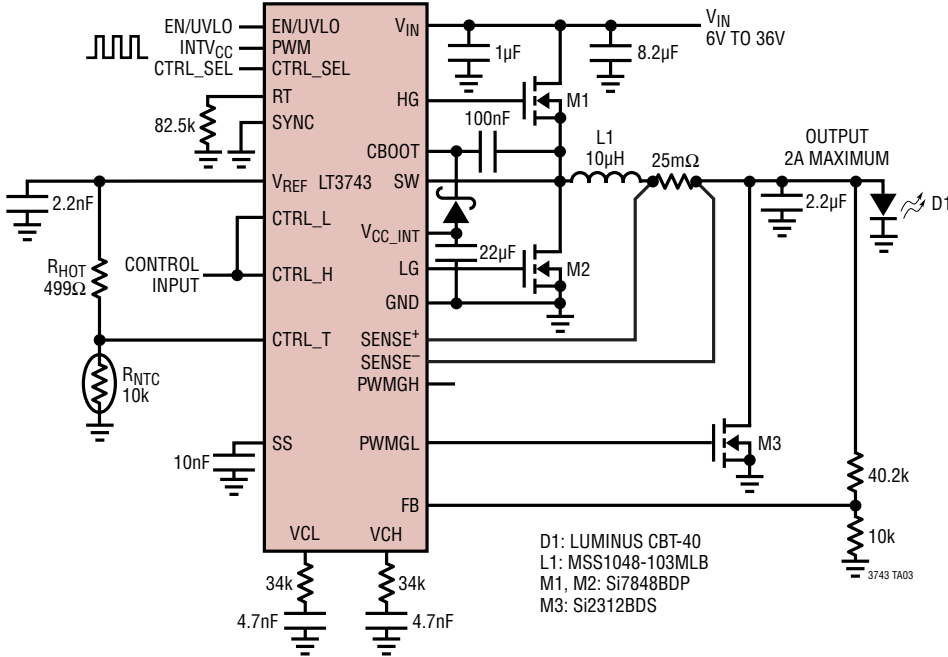 EN/UVLO
INTVCC
CTRL_SEL
EN/UVLO
PWM
CTRL_SEL
RT
SYNC
82.5k
VREF
LT3743
2.2nF
CTRL_L
CTRL_H
CONTROL
INPUT
RHOT
499Ω
CTRL_T
RNTC
10k
SS
10nF
VCL
VCH
34k
34k
4.7nF
4.7nF
VIN
HG
CBOOT
SW
VCC_INT
LG
GND
SENSE+
SENSE–
PWMGH
PWMGL
FB
1µF
8.2µF
VIN
6V TO 36V
M1
100nF
L1
10µH
25mΩ
OUTPUT
2A MAXIMUM
2.2µF
D1
22µF
M2
M3
40.2k
10k
D1: LUMINUS CBT-40
L1: MSS1048-103MLB
M1, M2: Si7848BDP
M3: Si2312BDS
3743 TA03